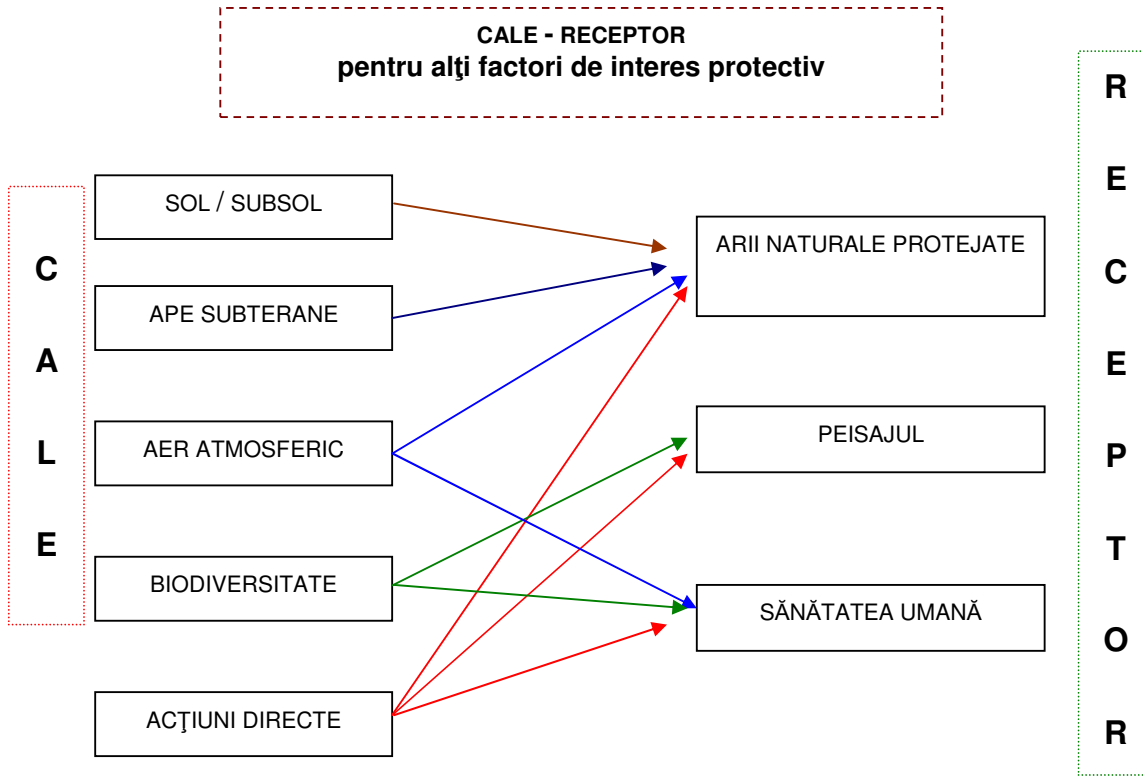 CALE - RECEPTOR
pentru alţi factori de interes protectiv
C
A
L
E
SOL / SUBSOL
APE SUBTERANE
AER ATMOSFERIC
BIODIVERSITATE
ACŢIUNI DIRECTE
ARII NATURALE PROTEJATE
PEISAJUL
SĂNĂTATEA UMANĂ
R
E
C
E
P
T
O
R